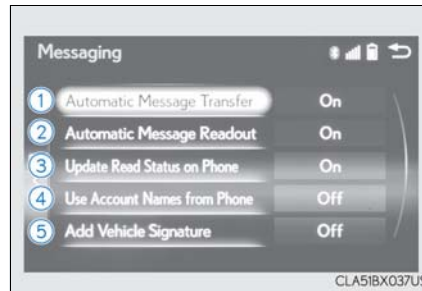 Messaging
1 Automatic Message Transfer On
2 Automatic Message Readout On
3 Update Read Status on Phone On
4 Use Account Names from Phone Off
5 Add Vehicle Signature Off
CLA51BX037US